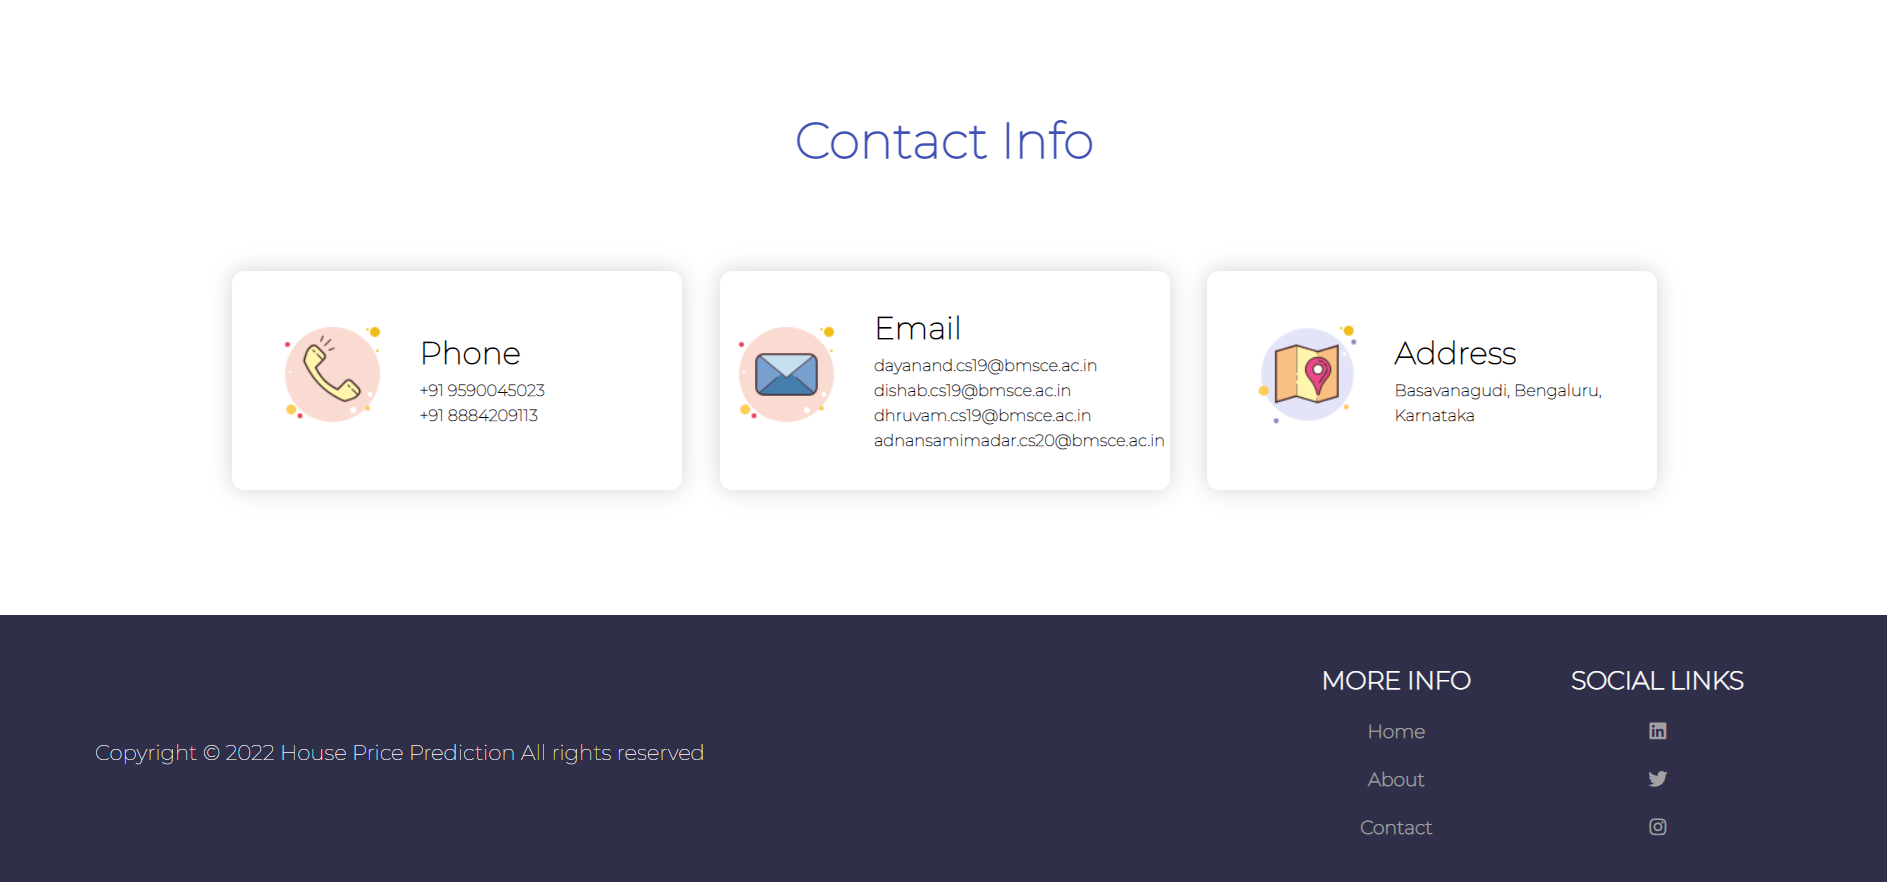 Contact Info
Phone
+91 9590045023
+91 8884209113
Email
dayanand.cs19@bmsce.ac.in
dishab.cs19@bmsce.ac.in
dhruvam.cs19@bmsce.ac.in
adnansamimadar.cs20@bmsce.ac.in
Address
Basavanagudi, Bengaluru,
Karnataka
Copyright © 2022 House Price Prediction All rights reserved
MORE INFO
Home
About
Contact
SOCIAL LINKS